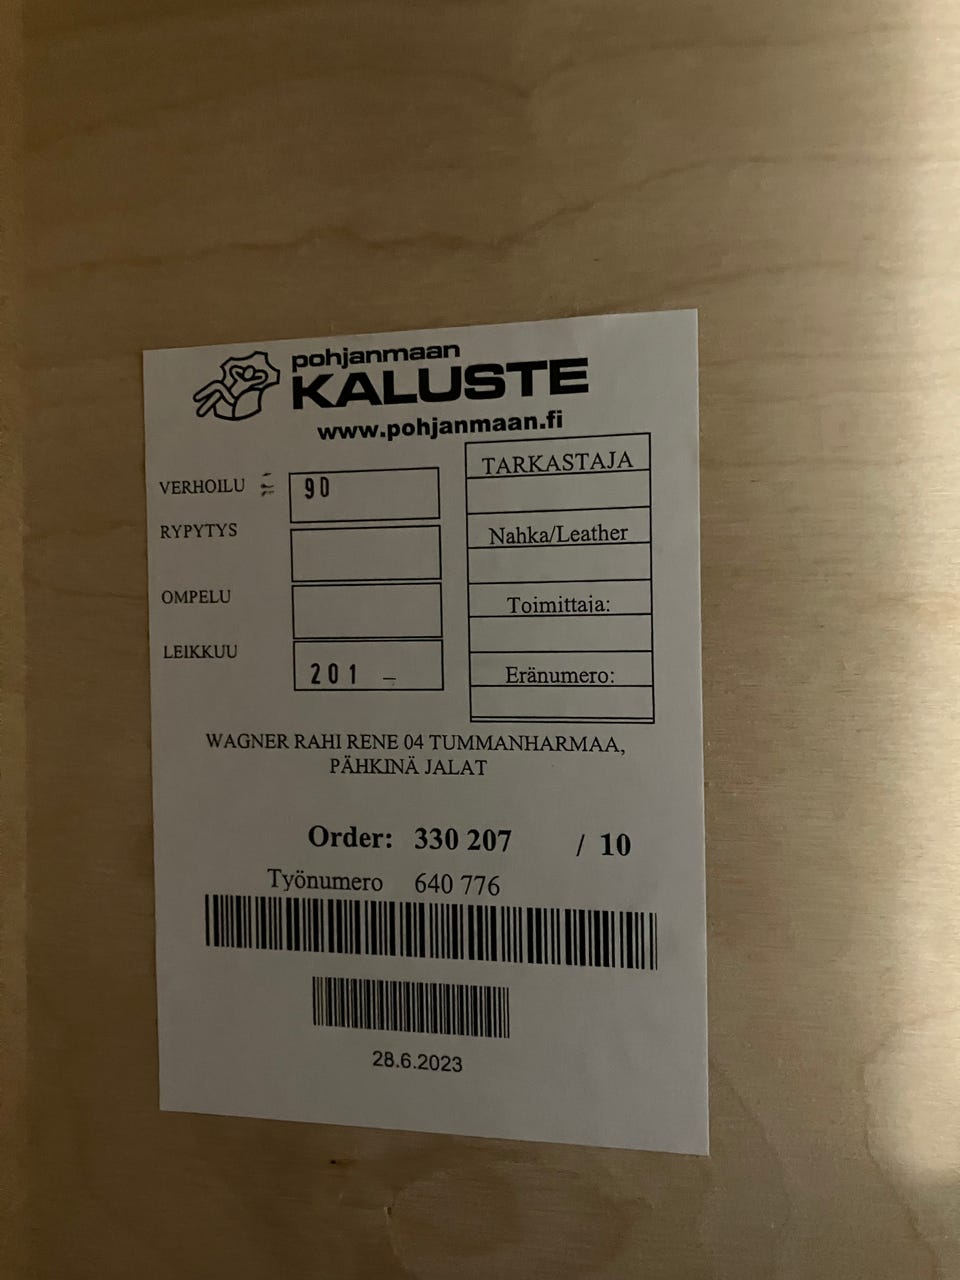 pohjanmaan
KALUSTE
www.pohjanmaan.fi
VERHOILU 90
RYPYTYS
OMPELU
LEIKKUU 201 –
TARKASTAJA
Nahka/Leather
Toimittaja:
Eränumero:
WAGNER RAHI RENE 04 TUMMANHARMAA,
PÄHKINÄ JALAT
Order: 330 207 / 10
Työnumero 640 776
28.6.2023